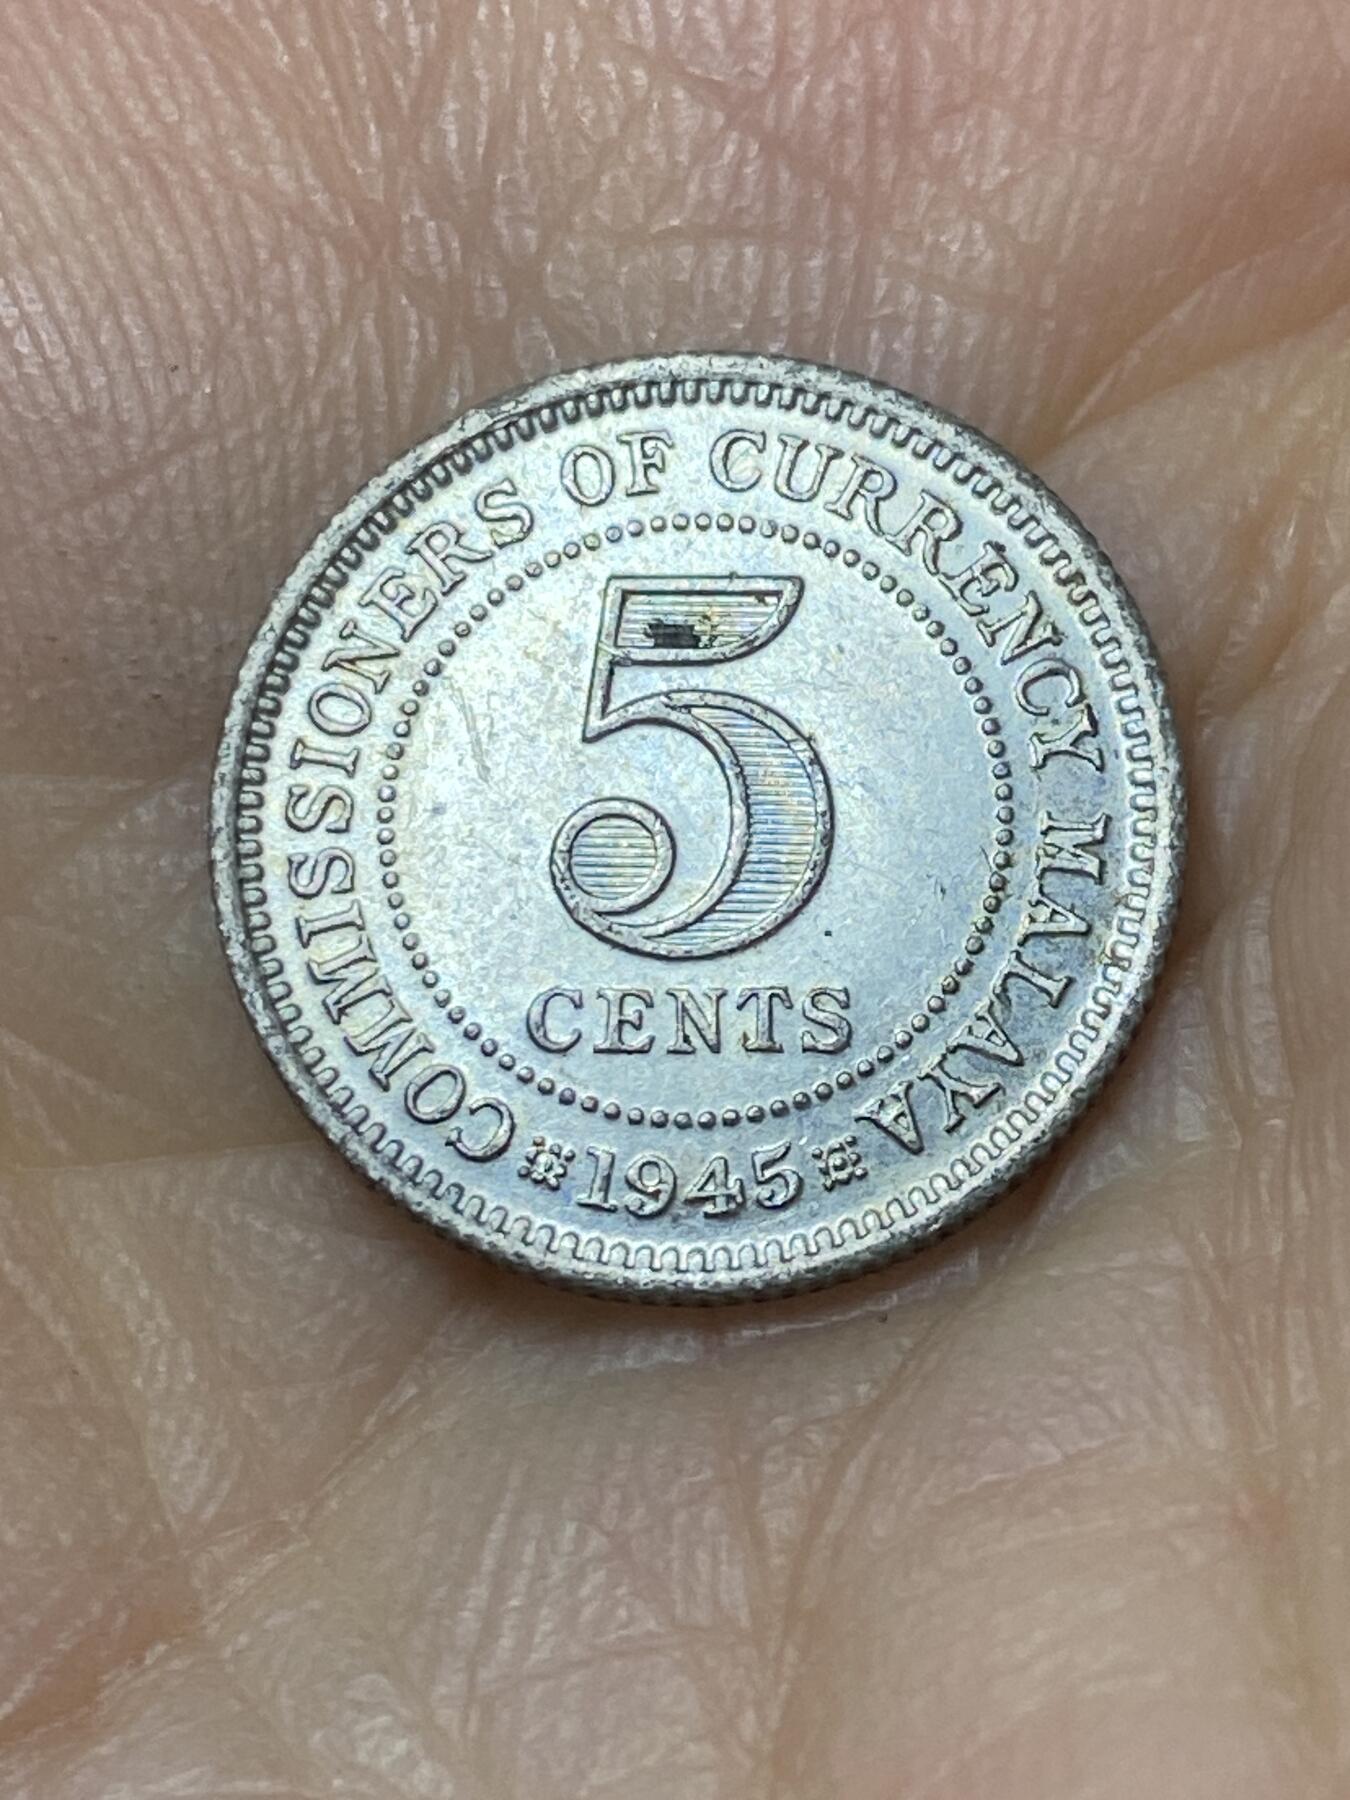 COMMISSIONERS OF CURRENCY MALAYA
5
CENTS
1945